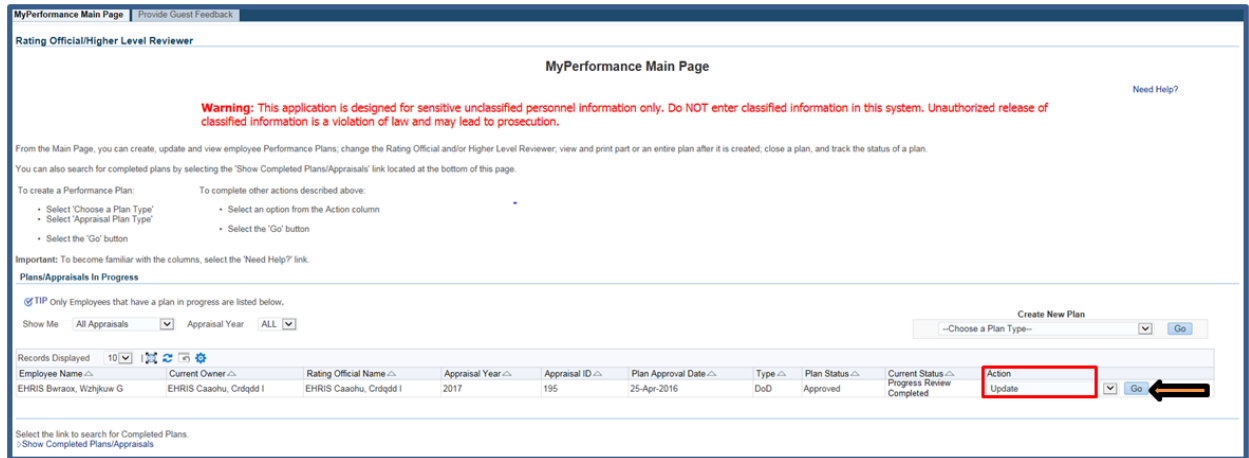 MyPerformance Main Page Provide Guest Feedback
Rating Official/Higher Level Reviewer
MyPerformance Main Page
Need Help?
Warning: This application is designed for sensitive unclassified personnel information only. Do NOT enter classified information in this system. Unauthorized release of
classified information is a violation of law and may lead to prosecution.
From the Main Page, you can create, update and view employee Performance Plans; change the Rating Official and/or Higher Level Reviewer; view and print part or an entire plan after it is created; close a plan, and track the status of a plan.
You can also search for completed plans by selecting the 'Show Completed Plans/Appraisals' link located at the bottom of this page.
To create a Performance Plan: To complete other actions described above:
• Select 'Choose a Plan Type' • Select an option from the Action column
• Select 'Appraisal Plan Type'
• Select the 'Go' button
• Select the 'Go' button
Important: To become familiar with the columns, select the 'Need Help?' link.
Plans/Appraisals In Progress
TIP Only Employees that have a plan in progress are listed below.
Create New Plan
Show Me All Appraisals Appraisal Year ALL --Choose a Plan Type-- Go
Records Displayed 10
Employee Name Current Owner Rating Official Name Appraisal Year Appraisal ID Plan Approval Date Type Plan Status Current Status Action
EHRIS Bwraox, Wzhjkuw G EHRIS Caaohu, Crdqdd I EHRIS Caaohu, Crdqdd I 2017 195 25-Apr-2016 DoD Approved Progress Review Update Go
Completed
Select the link to search for Completed Plans.
Show Completed Plans/Appraisals